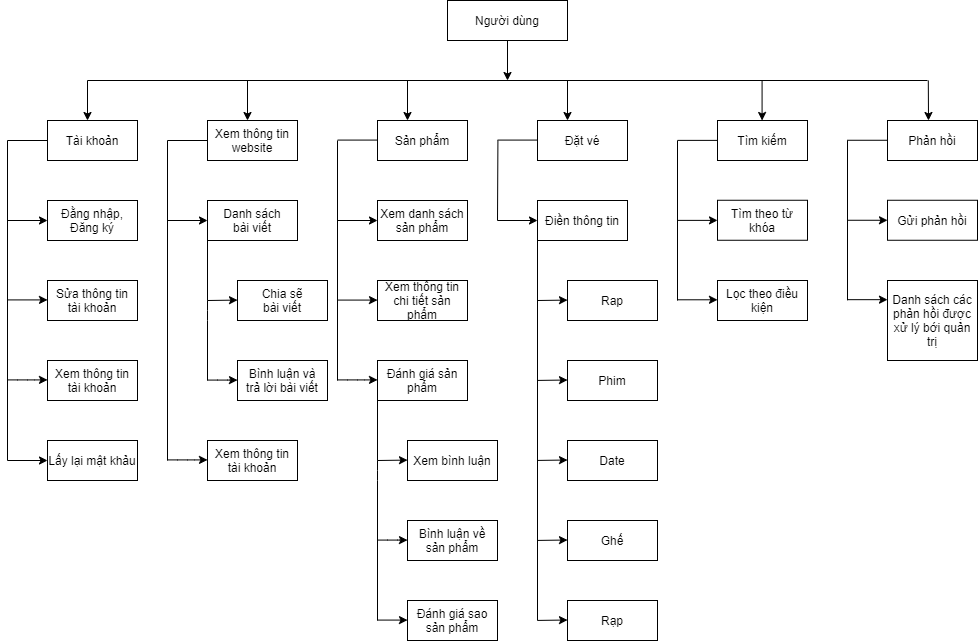 Người dùng
Tài khoản
Xem thông tin
website
Sản phẩm
Đặt vé
Tìm kiếm
Phản hồi
Đằng nhập,
Đăng ký
Sửa thông tin
tài khoản
Xem thông tin
tài khoản
Lấy lại mật khảu
Danh sách
bài viết
Chia sẽ
bài viết
Bình luận và
trả lời bài viết
Xem thông tin
tài khoản
Xem danh sách
sản phẩm
Xem thông tin
chi tiết sản
phẩm
Đánh giá sản
phẩm
Xem bình luận
Bình luận về
sản phẩm
Đánh giá sao
sản phẩm
Điền thông tin
Rap
Phim
Date
Ghế
Rạp
Tìm theo từ
khóa
Lọc theo điều
kiện
Gửi phản hồi
Danh sách các
phản hồi được
xử lý bới quản
trị